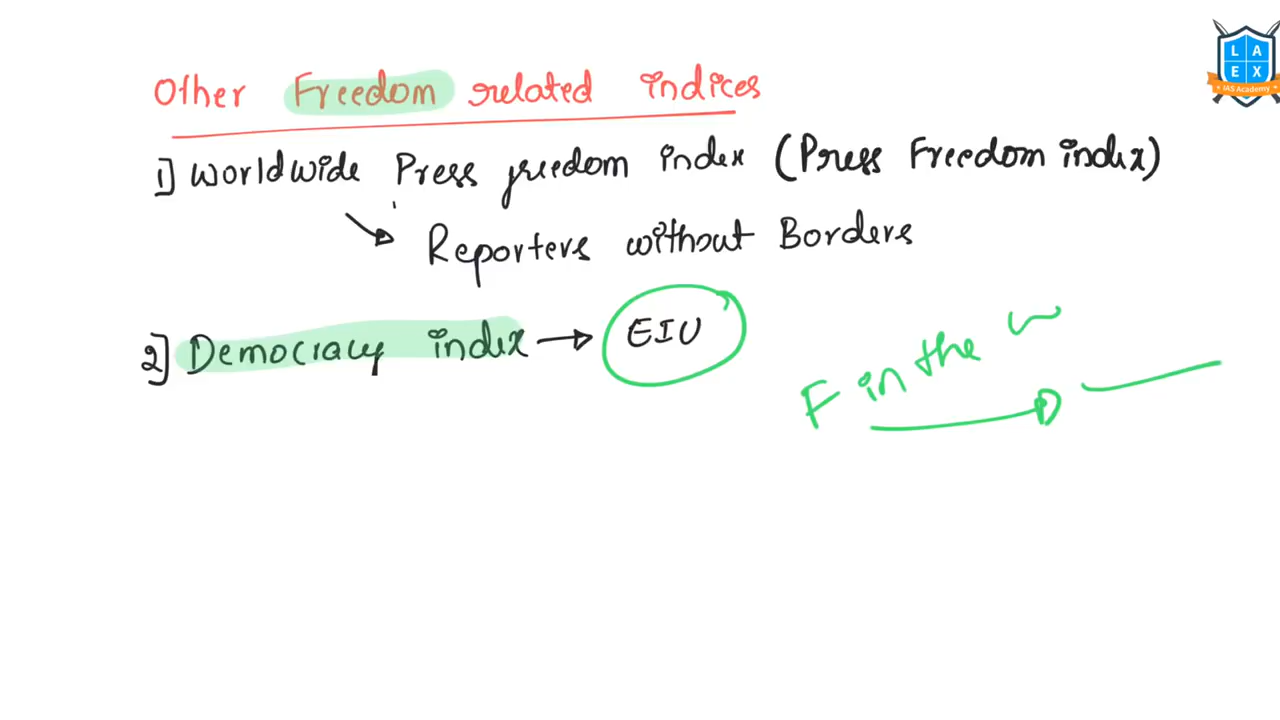 Other Freedom related indices
1] Worldwide Press freedom index (Press Freedom index)
Reporters without Borders
2] Democracy index → EIU
F in the w
L A
E X
IAS Academy